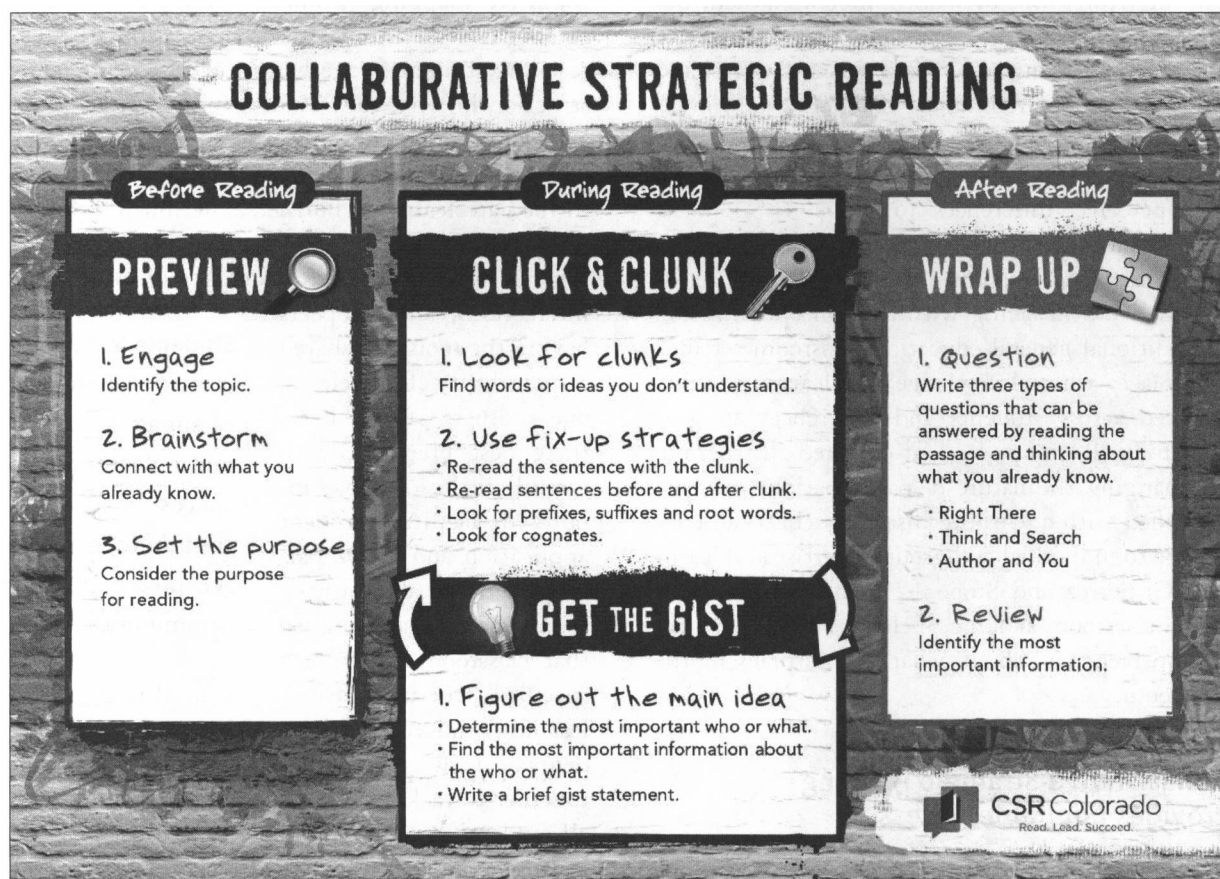 COLLABORATIVE STRATEGIC READING
Before Reading
PREVIEW
1. Engage
Identify the topic.
2. Brainstorm
Connect with what you
already know.
3. Set the purpose
Consider the purpose
for reading.
During Reading
CLICK & CLUNK
1. Look for clunks
Find words or ideas you don't understand.
2. Use fix-up strategies
• Re-read the sentence with the clunk.
• Re-read sentences before and after clunk.
• Look for prefixes, suffixes and root words.
• Look for cognates.
GET THE GIST
1. Figure out the main idea
• Determine the most important who or what.
• Find the most important information about
the who or what.
• Write a brief gist statement.
After Reading
WRAP UP
1. Question
Write three types of
questions that can be
answered by reading the
passage and thinking about
what you already know.
• Right There
• Think and Search
• Author and You
2. Review
Identify the most
important information.
CSR Colorado
Read. Lead. Succeed.